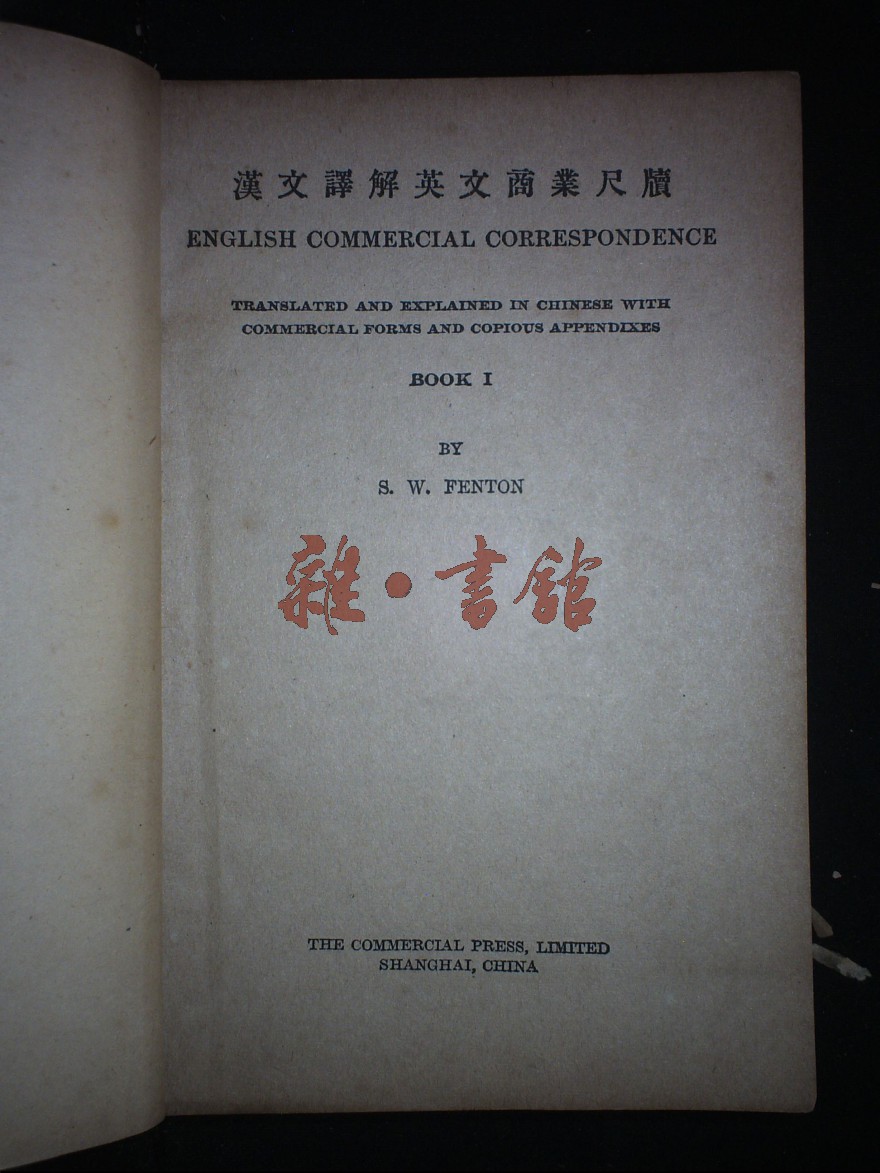 漢文譯解英文商業尺牘
ENGLISH COMMERCIAL CORRESPONDENCE
TRANSLATED AND EXPLAINED IN CHINESE WITH
COMMERCIAL FORMS AND COPIOUS APPENDIXES
BOOK I
BY
S. W. FENTON
雜·書館
THE COMMERCIAL PRESS, LIMITED
SHANGHAI, CHINA